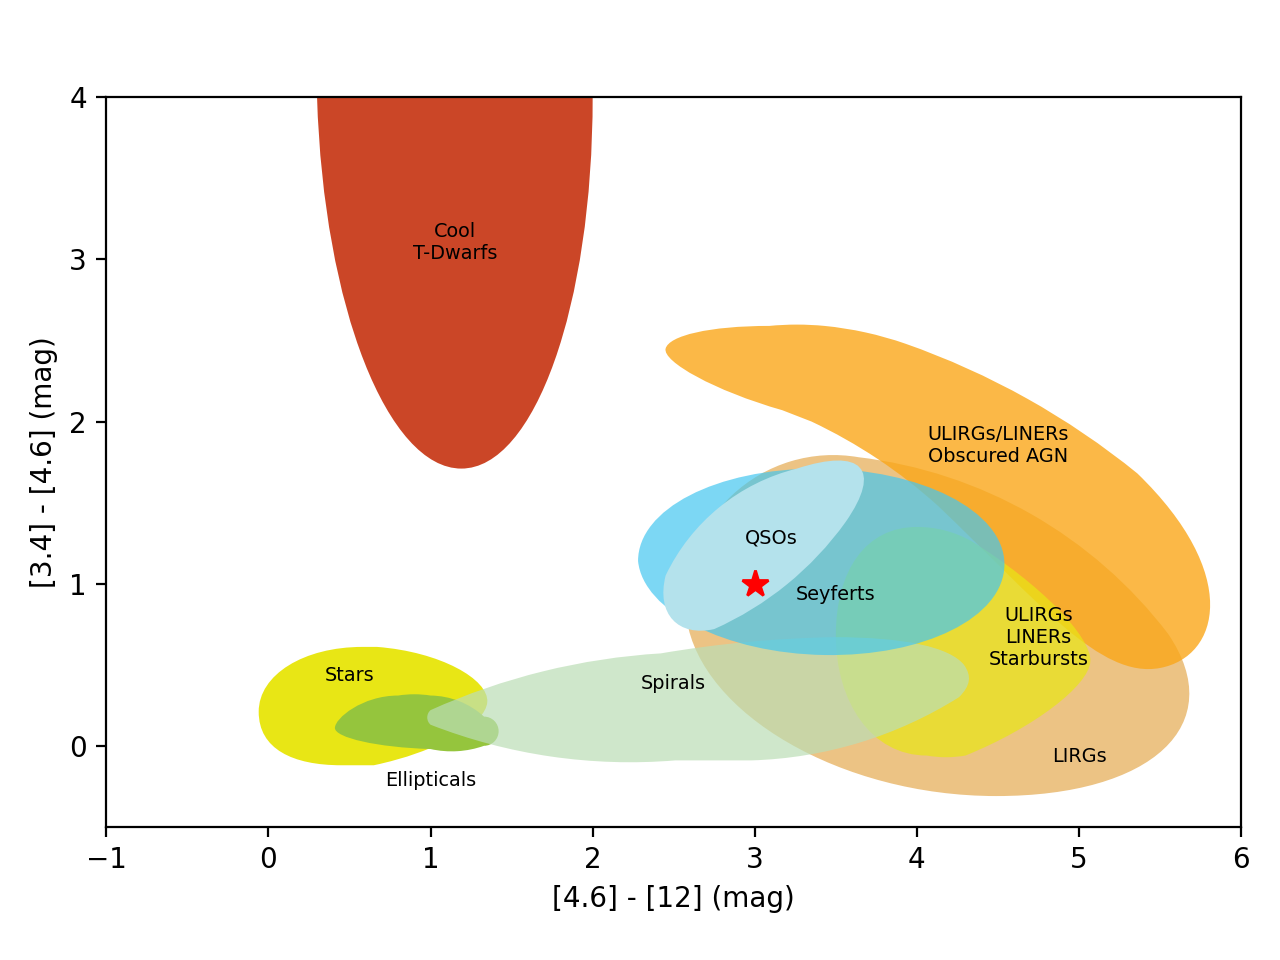 4
3
2
1
0
[3.4] - [4.6] (mag)
Cool
T-Dwarfs
ULIRGs/LINERs
Obscured AGN
QSOs
Seyferts
ULIRGs
LINERs
Starbursts
Stars
Spirals
LIRGs
Ellipticals
−1 0 1 2 3 4 5 6
[4.6] - [12] (mag)